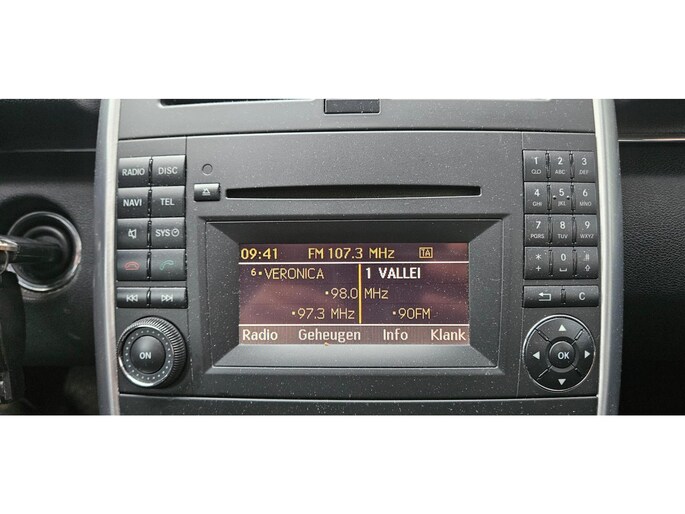 RADIO DISC
NAVI TEL
SYS
ON
09:41 FM 107.3 MHz TA
6•VERONICA 1 VALLEI
•98.0 MHz
•97.3 MHz •90FM
Radio Geheugen Info Klank
1 2 3
QLO ABC DEF
4 5 6
GHI JKL MNO
7 8 9
PQRS TUV WXYZ
* 0 #
+
C
OK